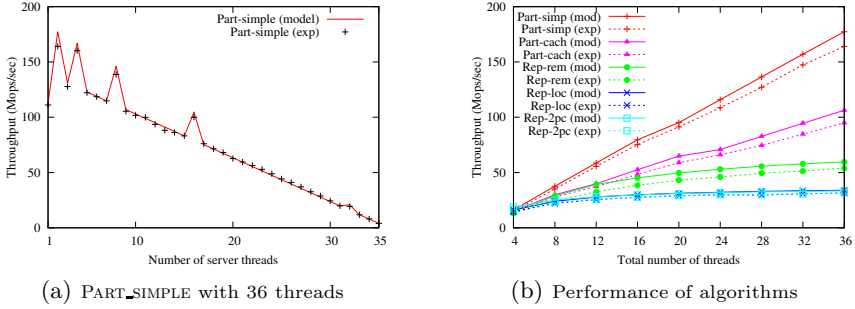 200
150
100
50
0
Throughput (Mops/sec)
Part-simple (model)
Part-simple (exp)
1 10 20 30 35
Number of server threads
(a) PART_SIMPLE with 36 threads
200
150
100
50
0
Throughput (Mops/sec)
Part-simp (mod)
Part-simp (exp)
Part-cach (mod)
Part-cach (exp)
Rep-rem (mod)
Rep-rem (exp)
Rep-loc (mod)
Rep-loc (exp)
Rep-2pc (mod)
Rep-2pc (exp)
4 8 12 16 20 24 28 32 36
Total number of threads
(b) Performance of algorithms